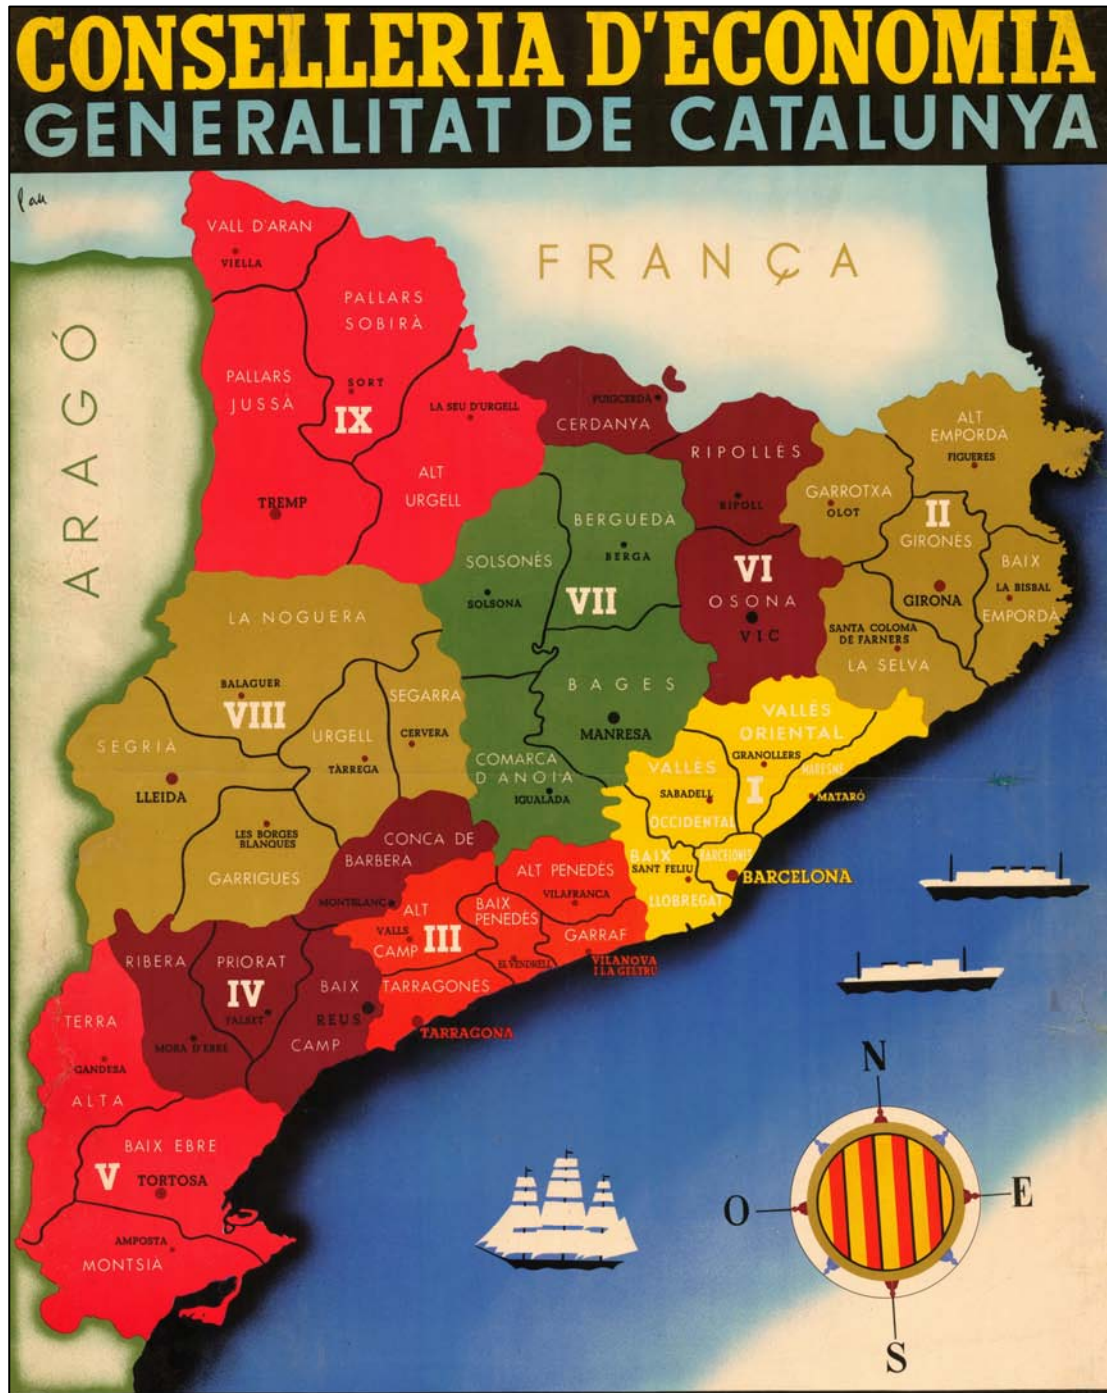 CONSELLERIA D'ECONOMIA
GENERALITAT DE CATALUNYA
FRANÇA
ARAGÓ
VALL D'ARAN
VIELLA
PALLARS
SOBIRÀ
SORT
PALLARS
JUSSÀ
IX
LA SEU D'URGELL
ALT
URGELL
TREMP
PUIGCERDÀ
CERDANYA
RIPOLLÈS
RIPOLL
VI
OSONA
VIC
ALT
EMPORDÀ
FIGUERES
GARROTXA
OLOT
II
GIRONÈS
GIRONA
BAIX
LA BISBAL
EMPORDÀ
SANTA COLOMA
DE FARNERS
LA SELVA
BERGUEDÀ
BERGA
SOLSONÈS
SOLSONA
VII
BAGES
MANRESA
COMARCA
D'ANOIA
IGUALADA
LA NOGUERA
BALAGUER
VIII
SEGARRA
CERVERA
URGELL
TÀRREGA
SEGRIÀ
LLEIDA
LES BORGES
BLANQUES
GARRIGUES
VALLÈS
ORIENTAL
GRANOLLERS
I
MARESME
MATARÓ
VALLÈS
SABADELL
OCCIDENTAL
BARCELONÈS
BARCELONA
BAIX
SANT FELIU
LLOBREGAT
CONCA DE
BARBERA
MONTBLANC
ALT PENEDÈS
VILAFRANCA
BAIX
PENEDÈS
EL VENDRELL
GARRAF
VILANOVA
I LA GELTRÚ
ALT
VALLS
CAMP
III
TARRAGONÈS
TARRAGONA
RIBERA
MORA D'EBRE
PRIORAT
IV
FALSET
BAIX
REUS
CAMP
TERRA
GANDESA
ALTA
BAIX EBRE
V
TORTOSA
AMPOSTA
MONTSIÀ
N
O
E
S